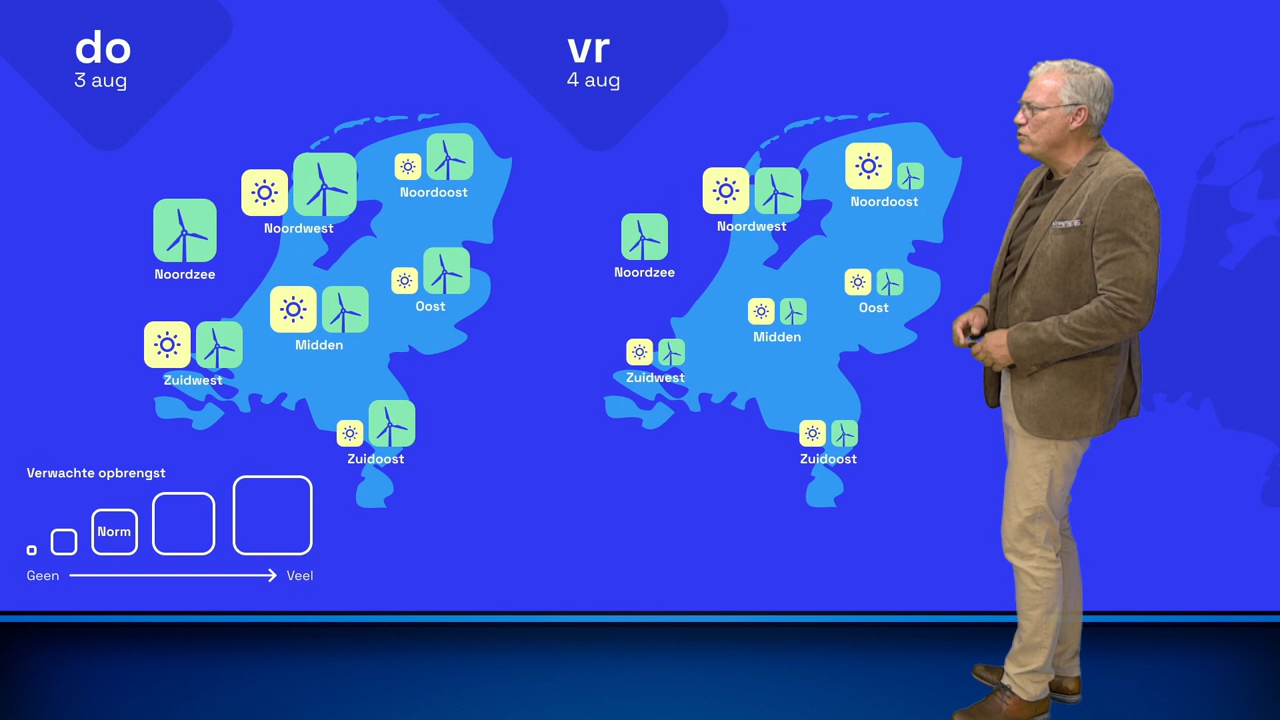 do
3 aug
Noordoost
Noordwest
Noordzee
Oost
Midden
Zuidwest
Zuidoost
Verwachte opbrengst
Norm
Geen
Veel
vr
4 aug
Noordoost
Noordwest
Noordzee
Oost
Midden
Zuidwest
Zuidoost